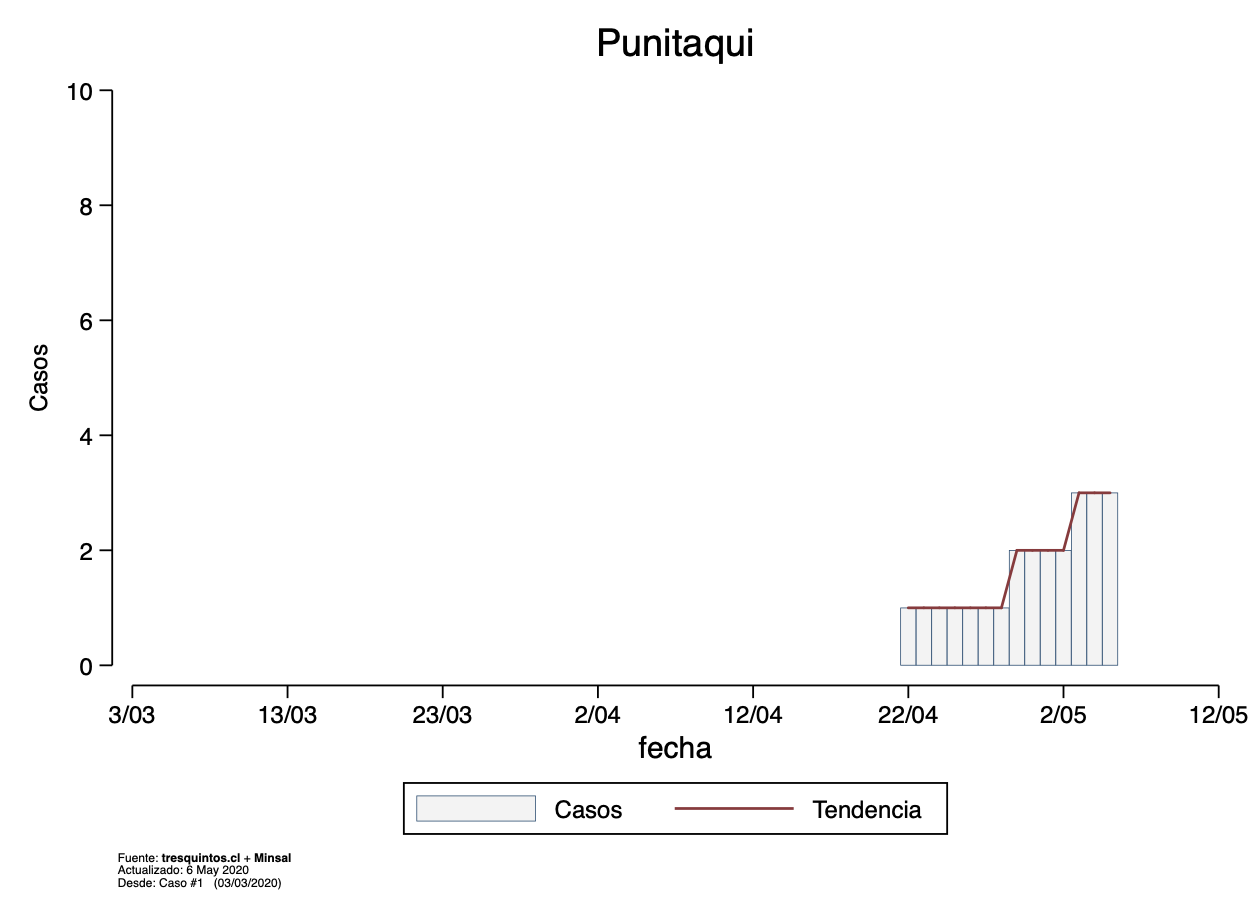 Punitaqui
10
8
6
4
2
0
Casos
3/03 13/03 23/03 2/04 12/04 22/04 2/05 12/05
fecha
Casos Tendencia
Fuente: tresquintos.cl + Minsal
Actualizado: 6 May 2020
Desde: Caso #1 (03/03/2020)